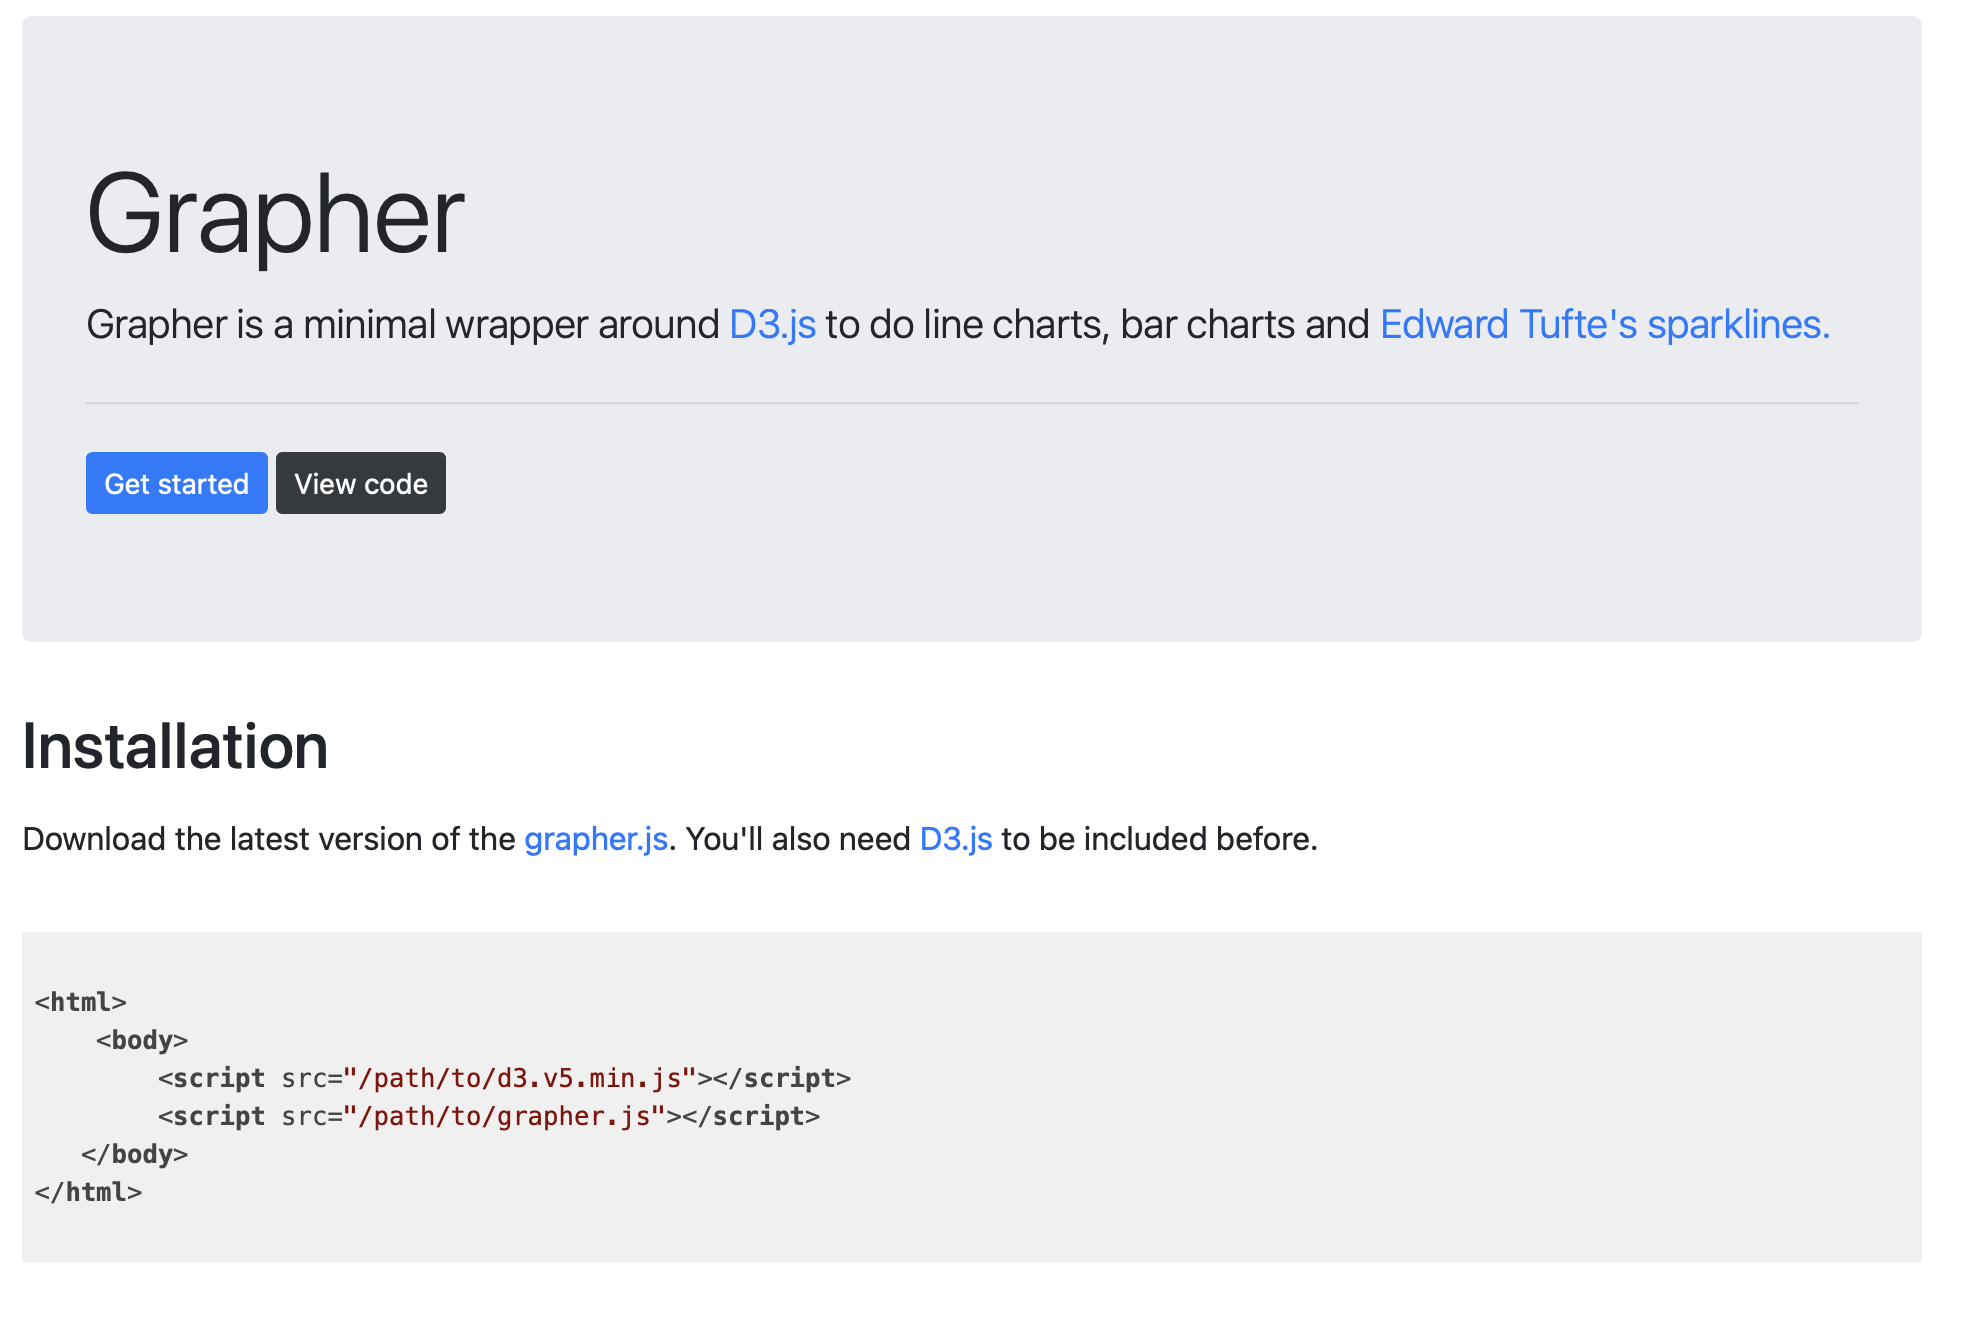 Grapher
Grapher is a minimal wrapper around D3.js to do line charts, bar charts and Edward Tufte's sparklines.
Get started View code
Installation
Download the latest version of the grapher.js. You'll also need D3.js to be included before.
<html>
    <body>
        <script src="/path/to/d3.v5.min.js"></script>
        <script src="/path/to/grapher.js"></script>
   </body>
</html>